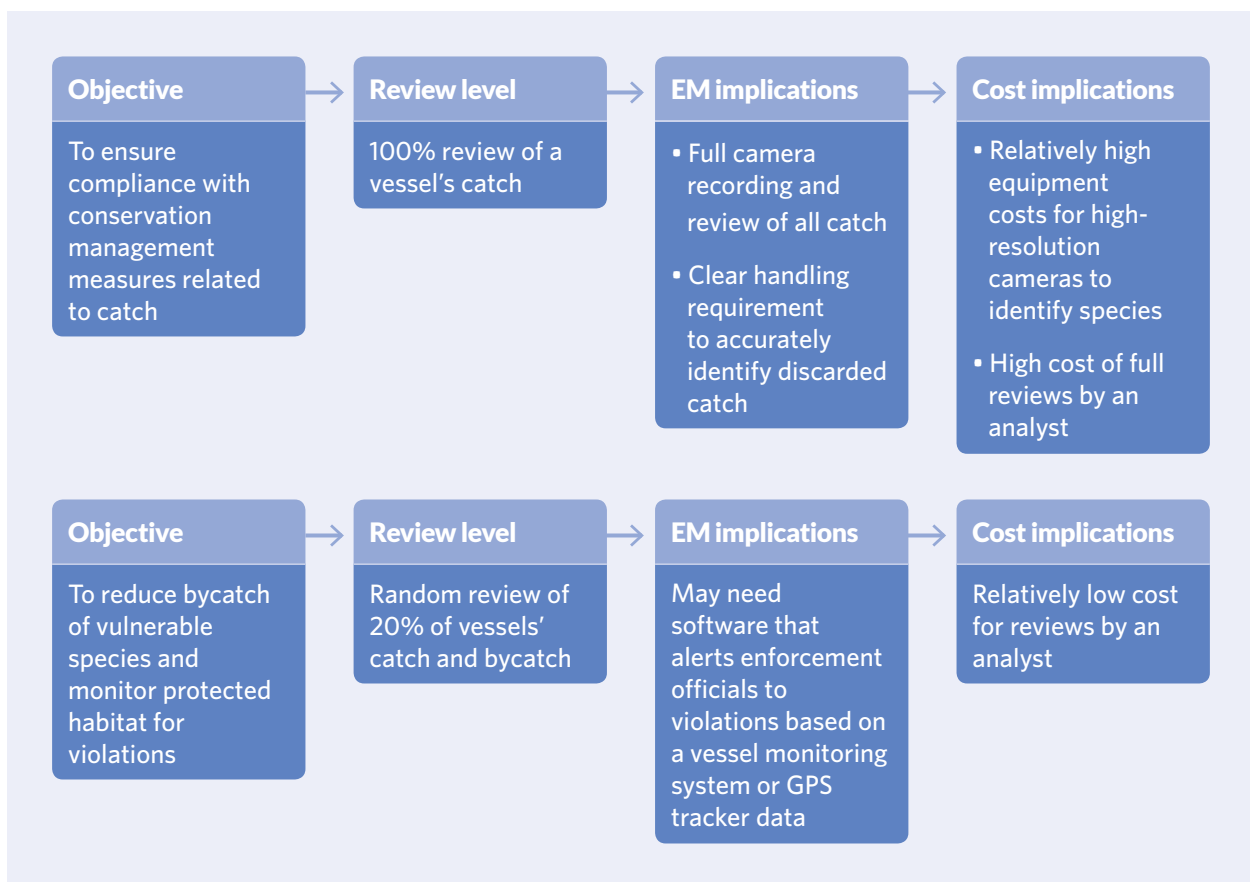 Objective
To ensure
compliance with
conservation
management
measures related
to catch
Review level
100% review of a
vessel’s catch
EM implications
▪ Full camera
recording and
review of all catch
▪ Clear handling
requirement
to accurately
identify discarded
catch
Cost implications
▪ Relatively high
equipment
costs for high-
resolution
cameras to
identify species
▪ High cost of full
reviews by an
analyst
Objective
To reduce bycatch
of vulnerable
species and
monitor protected
habitat for
violations
Review level
Random review of
20% of vessels’
catch and bycatch
EM implications
May need
software that
alerts enforcement
officials to
violations based on
a vessel monitoring
system or GPS
tracker data
Cost implications
Relatively low cost
for reviews by an
analyst